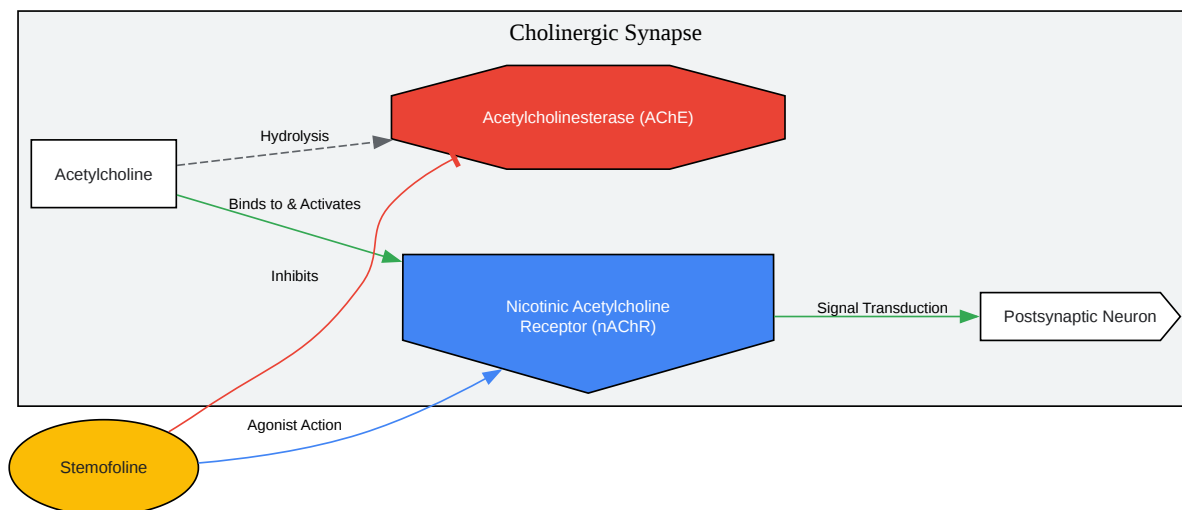 Cholinergic Synapse
Acetylcholinesterase (AChE)
Hydrolysis
Acetylcholine
Binds to & Activates
Inhibits
Nicotinic Acetylcholine
Receptor (nAChR)
Signal Transduction
Postsynaptic Neuron
Agonist Action
Stemofoline